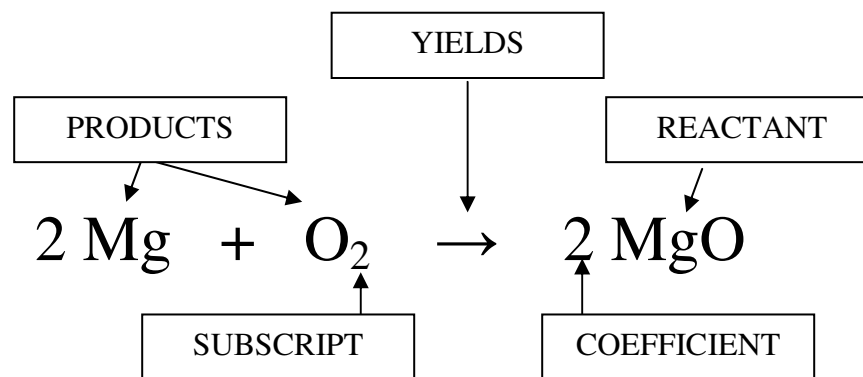 YIELDS
PRODUCTS REACTANT
2 Mg + O₂ → 2 MgO
SUBSCRIPT COEFFICIENT